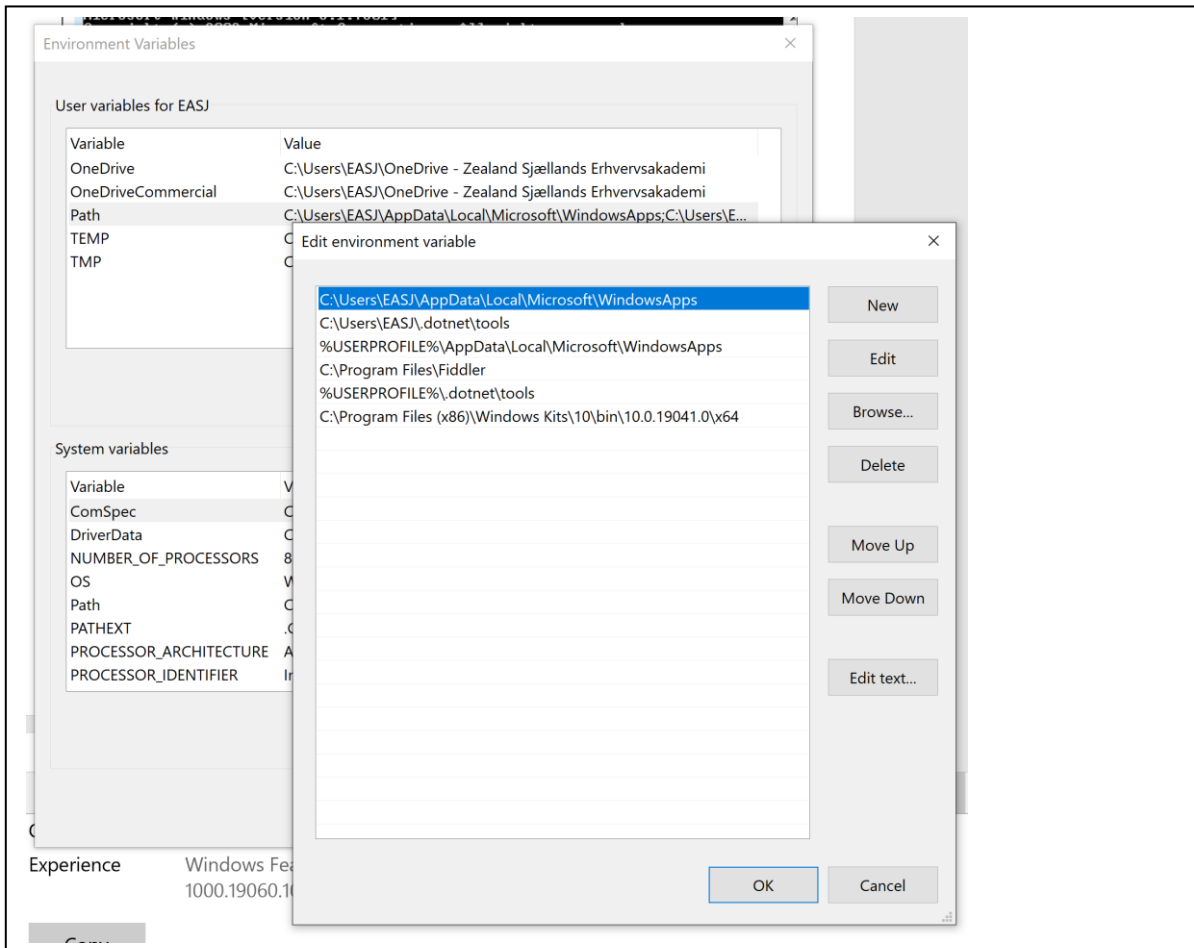 Environment Variables
User variables for EASJ
Variable Value
OneDrive C:\Users\EASJ\OneDrive - Zealand Sjællands Erhvervsakademi
OneDriveCommercial C:\Users\EASJ\OneDrive - Zealand Sjællands Erhvervsakademi
Path C:\Users\EASJ\AppData\Local\Microsoft\WindowsApps;C:\Users\E...
TEMP C
TMP C
System variables
Variable V
ComSpec C
DriverData C
NUMBER_OF_PROCESSORS 8
OS W
Path C
PATHEXT .C
PROCESSOR_ARCHITECTURE A
PROCESSOR_IDENTIFIER In
Edit environment variable
C:\Users\EASJ\AppData\Local\Microsoft\WindowsApps
C:\Users\EASJ\.dotnet\tools
%USERPROFILE%\AppData\Local\Microsoft\WindowsApps
C:\Program Files\Fiddler
%USERPROFILE%\.dotnet\tools
C:\Program Files (x86)\Windows Kits\10\bin\10.0.19041.0\x64
New
Edit
Browse...
Delete
Move Up
Move Down
Edit text...
OK
Cancel
Experience Windows Fea
1000.19060.10
Copy